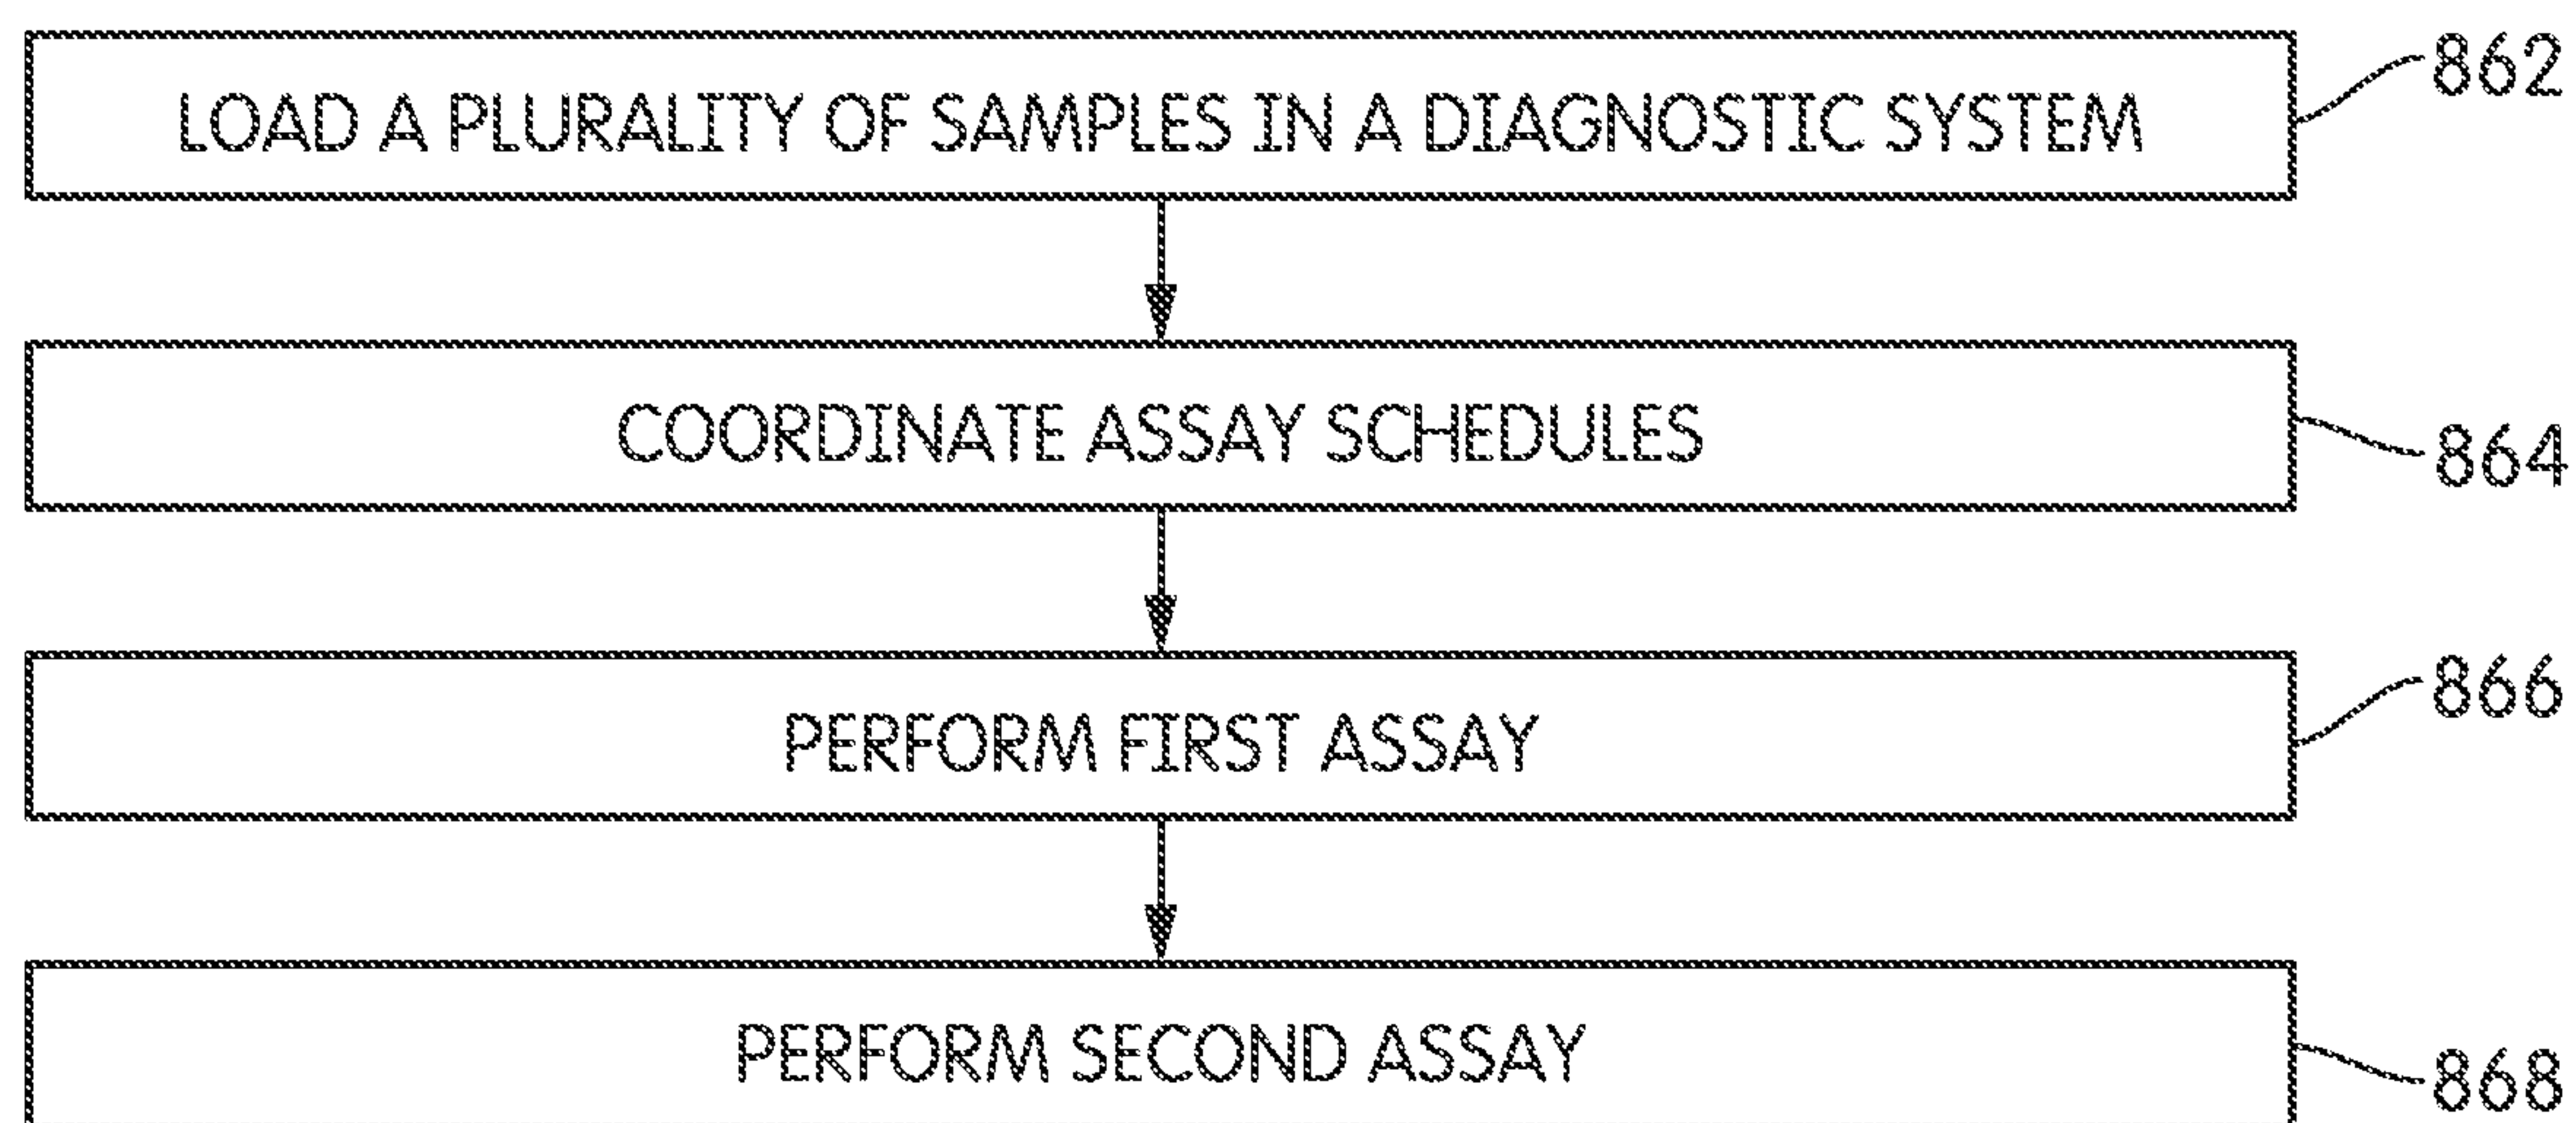 LOAD A PLURALITY OF SAMPLES IN A DIAGNOSTIC SYSTEM
862
COORDINATE ASSAY SCHEDULES
864
PERFORM FIRST ASSAY
866
PERFORM SECOND ASSAY
868